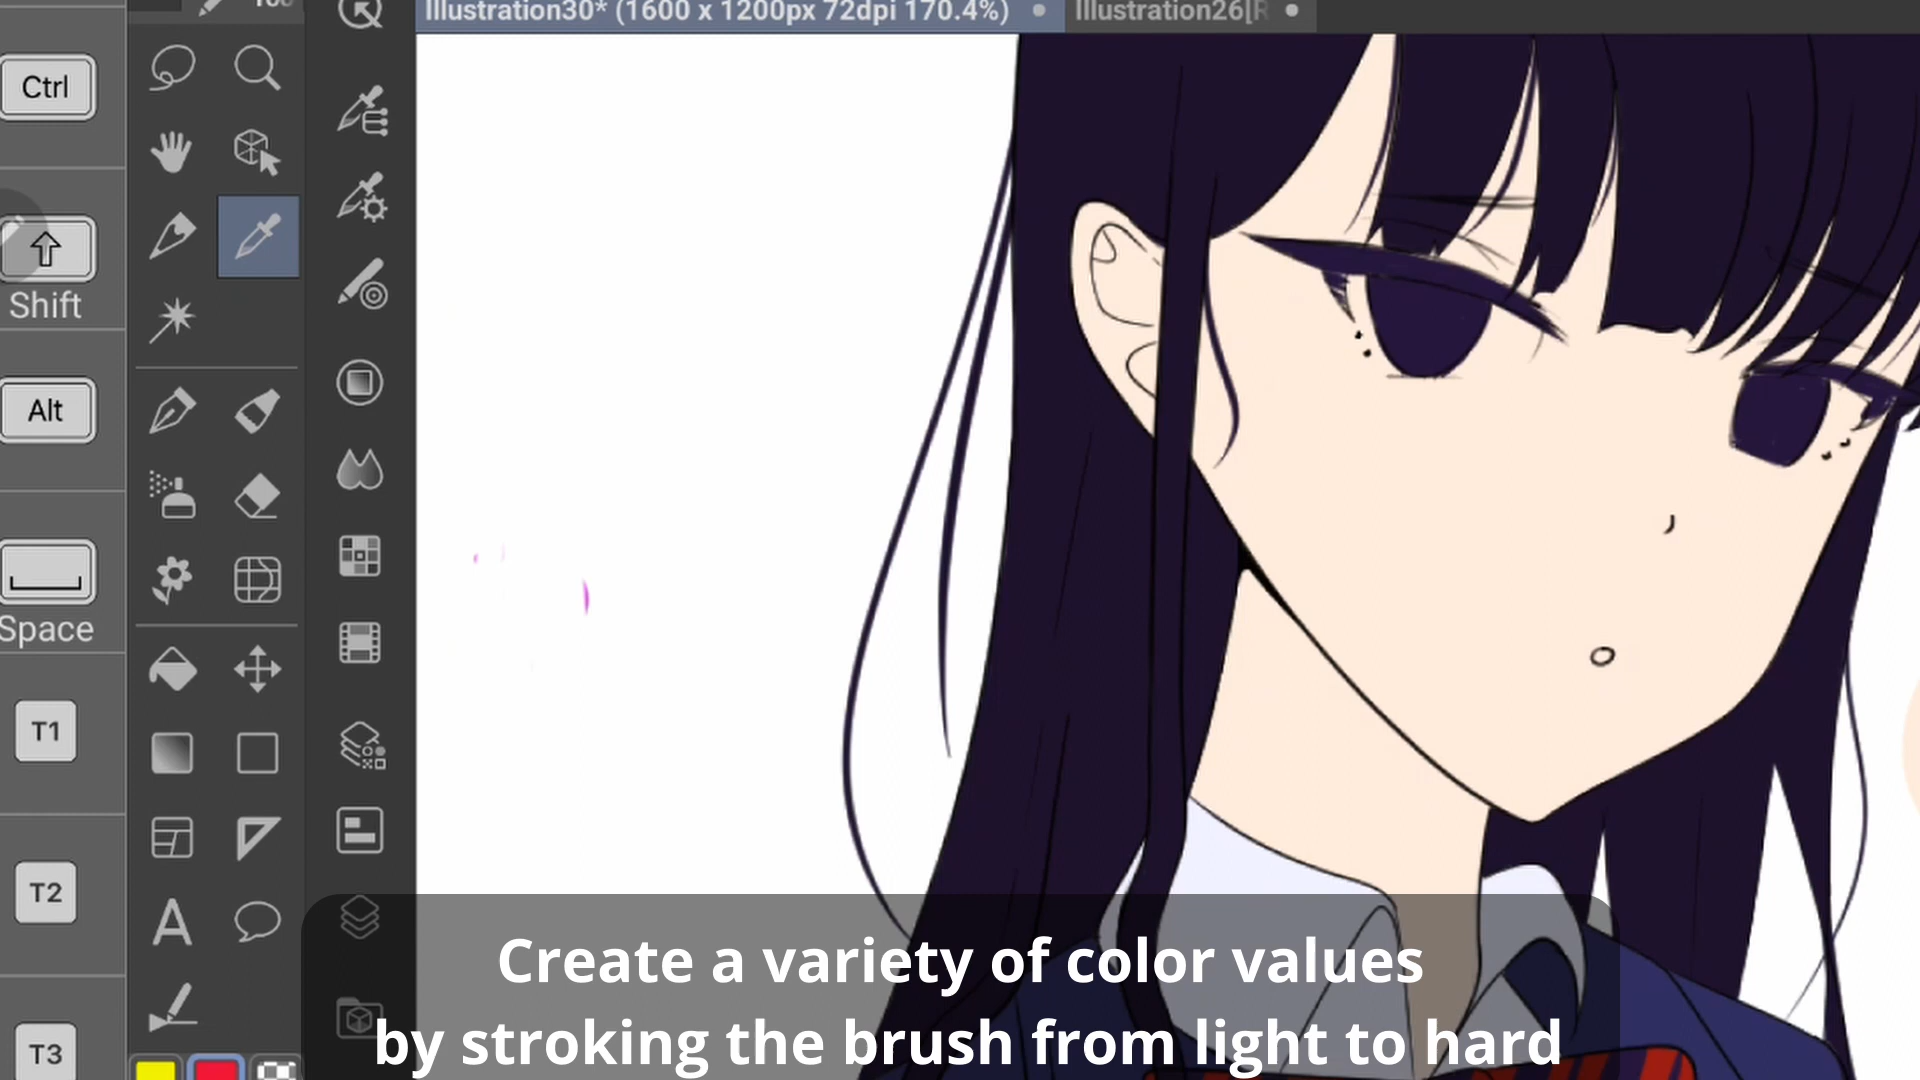 Illustration30* (1600 x 1200px 72dpi 170.4%)
Illustration26[R
Ctrl
Shift
Alt
Space
T1
T2
T3
A
Create a variety of color values
by stroking the brush from light to hard